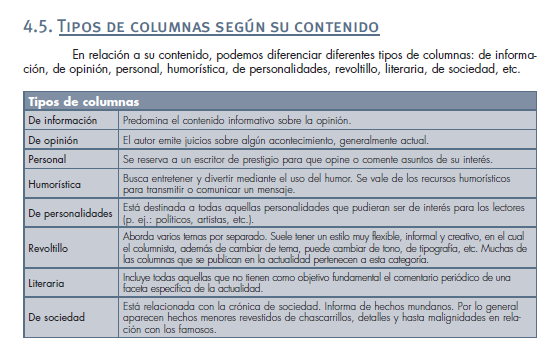 4.5. TIPOS DE COLUMNAS SEGÚN SU CONTENIDO
En relación a su contenido, podemos diferenciar diferentes tipos de columnas: de informa-
ción, de opinión, personal, humorística, de personalidades, revoltillo, literaria, de sociedad, etc.
Tipos de columnas
De información Predomina el contenido informativo sobre la opinión.
De opinión El autor emite juicios sobre algún acontecimiento, generalmente actual.
Personal Se reserva a un escritor de prestigio para que opine o comente asuntos de su interés.
Humorística Busca entretener y divertir mediante el uso del humor. Se vale de los recursos humorísticos
para transmitir o comunicar un mensaje.
De personalidades Está destinada a todas aquellas personalidades que pudieran ser de interés para los lectores
(p. ej.: políticos, artistas, etc.).
Revoltillo Aborda varios temas por separado. Suele tener un estilo muy flexible, informal y creativo, en el cual
el columnista, además de cambiar de tema, puede cambiar de tono, de tipografía, etc. Muchas de
las columnas que se publican en la actualidad pertenecen a esta categoría.
Literaria Incluye todas aquellas que no tienen como objetivo fundamental el comentario periódico de una
faceta específica de la actualidad.
De sociedad Está relacionada con la crónica de sociedad. Informa de hechos mundanos. Por lo general
aparecen hechos menores revestidos de chascarrillos, detalles y hasta malignidades en rela-
ción con los famosos.